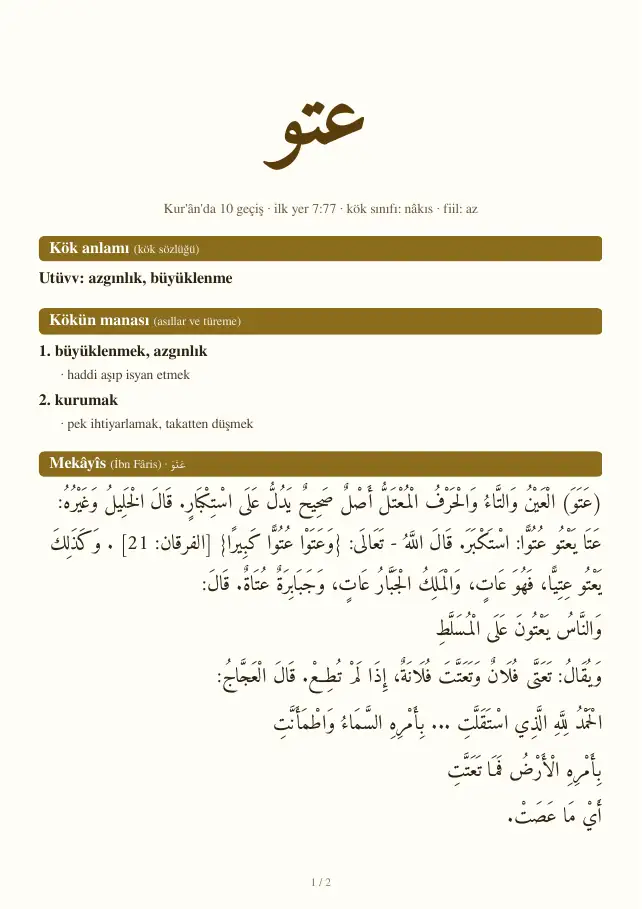 عتو
Kur'ân'da 10 geçiş · ilk yer 7:77 · kök sınıfı: nâkıs · fiil: az
Kök anlamı (kök sözlüğü)
Utüvv: azgınlık, büyüklenme
Kökün manası (asıllar ve türeme)
1. büyüklenmek, azgınlık
· haddi aşıp isyan etmek
2. kurumak
· pek ihtiyarlamak, takatten düşmek
Mekâyîs (İbn Fâris) · عَتَوَ
(عَتَوَ) الْعَيْنُ وَالتَّاءُ وَالْحَرْفُ الْمُعْتَلُّ أَصْلٌ صَحِيحٌ يَدُلُّ عَلَى اسْتِكْبَارٍ. قَالَ الْخَلِيلُ وَغَيْرُهُ:
عَتَا يَعْتُو عُتُوًّا: اسْتَكْبَرَ. قَالَ اللَّهُ - تَعَالَى: {وَعَتَوْا عُتُوًّا كَبِيرًا} [الفرقان: 21] . وَكَذَلِكَ
يَعْتُو عِتِيًّا، فَهُوَ عَاتٍ، وَالْمَلِكُ الْجَبَّارُ عَاتٍ، وَجَبَابِرَةٌ عُتَاةٌ. قَالَ:
وَالنَّاسُ يَعْتُونَ عَلَى الْمُسَلَّطِ
وَيُقَالُ: تَعَتَّى فُلَانٌ وَتَعَتَّتَ فُلَانَةٌ، إِذَا لَمْ تُطِعْ. قَالَ الْعَجَّاجُ:
الْحَمْدُ لِلَّهِ الَّذِي اسْتَقَلَّتِ ... بِأَمْرِهِ السَّمَاءُ وَاطْمَأَنَّتِ
بِأَمْرِهِ الْأَرْضُ فَمَا تَعَتَّتِ
أَيْ مَا عَصَتْ.
1 / 2